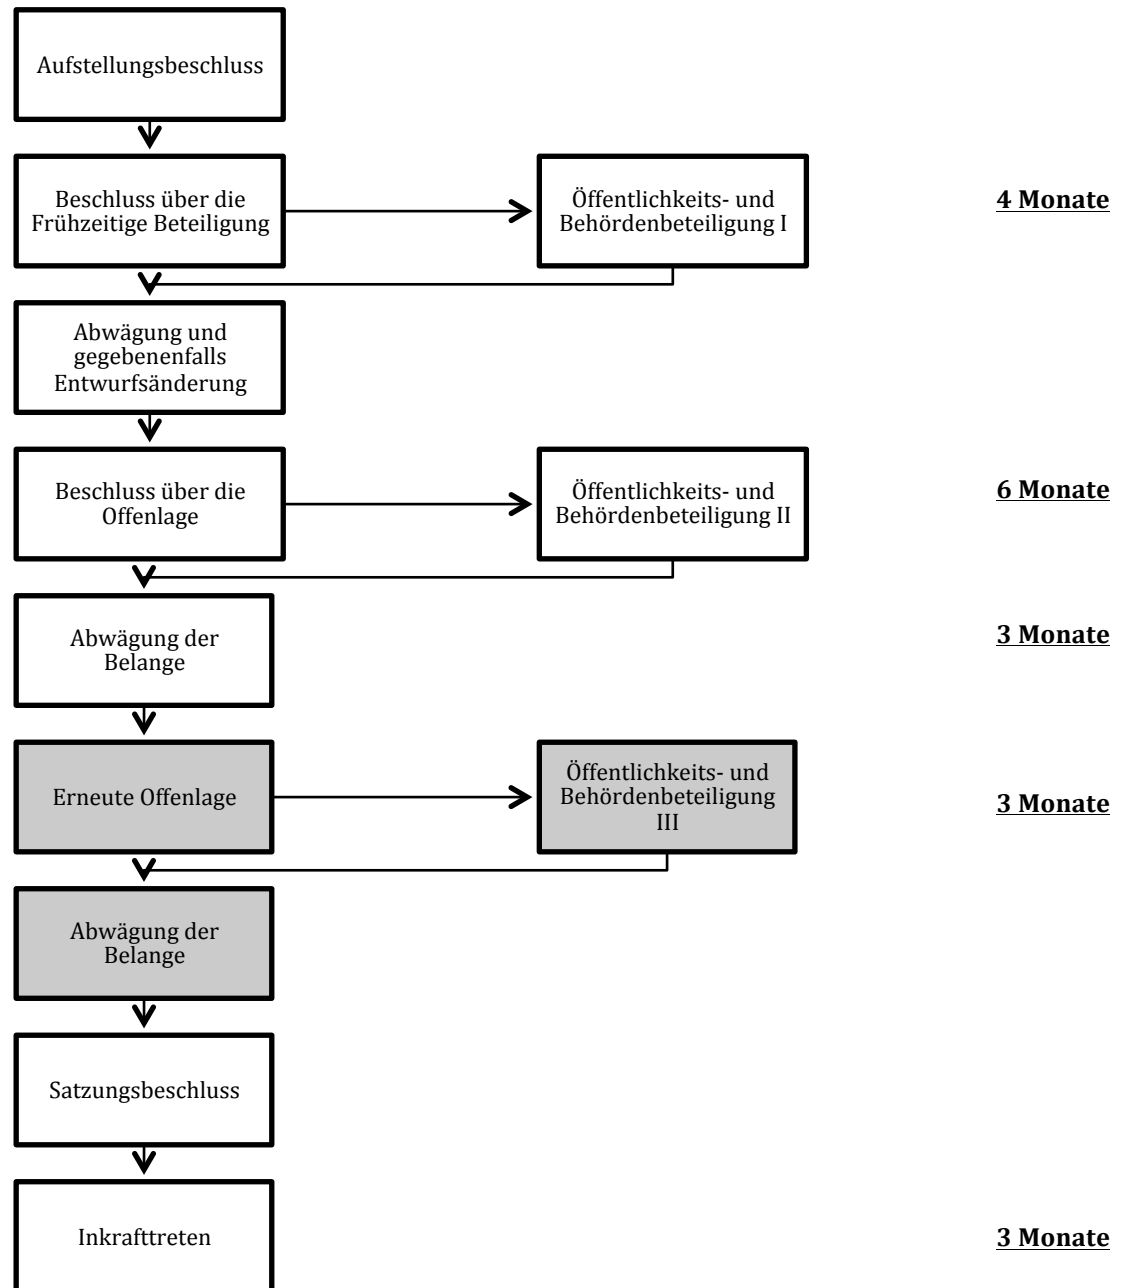 Aufstellungsbeschluss
Beschluss über die
Frühzeitige Beteiligung
Öffentlichkeits- und
Behördenbeteiligung I
4 Monate
Abwägung und
gegebenenfalls
Entwurfsänderung
Beschluss über die
Offenlage
Öffentlichkeits- und
Behördenbeteiligung II
6 Monate
Abwägung der
Belange
3 Monate
Erneute Offenlage
Öffentlichkeits- und
Behördenbeteiligung
III
3 Monate
Abwägung der
Belange
Satzungsbeschluss
Inkrafttreten
3 Monate